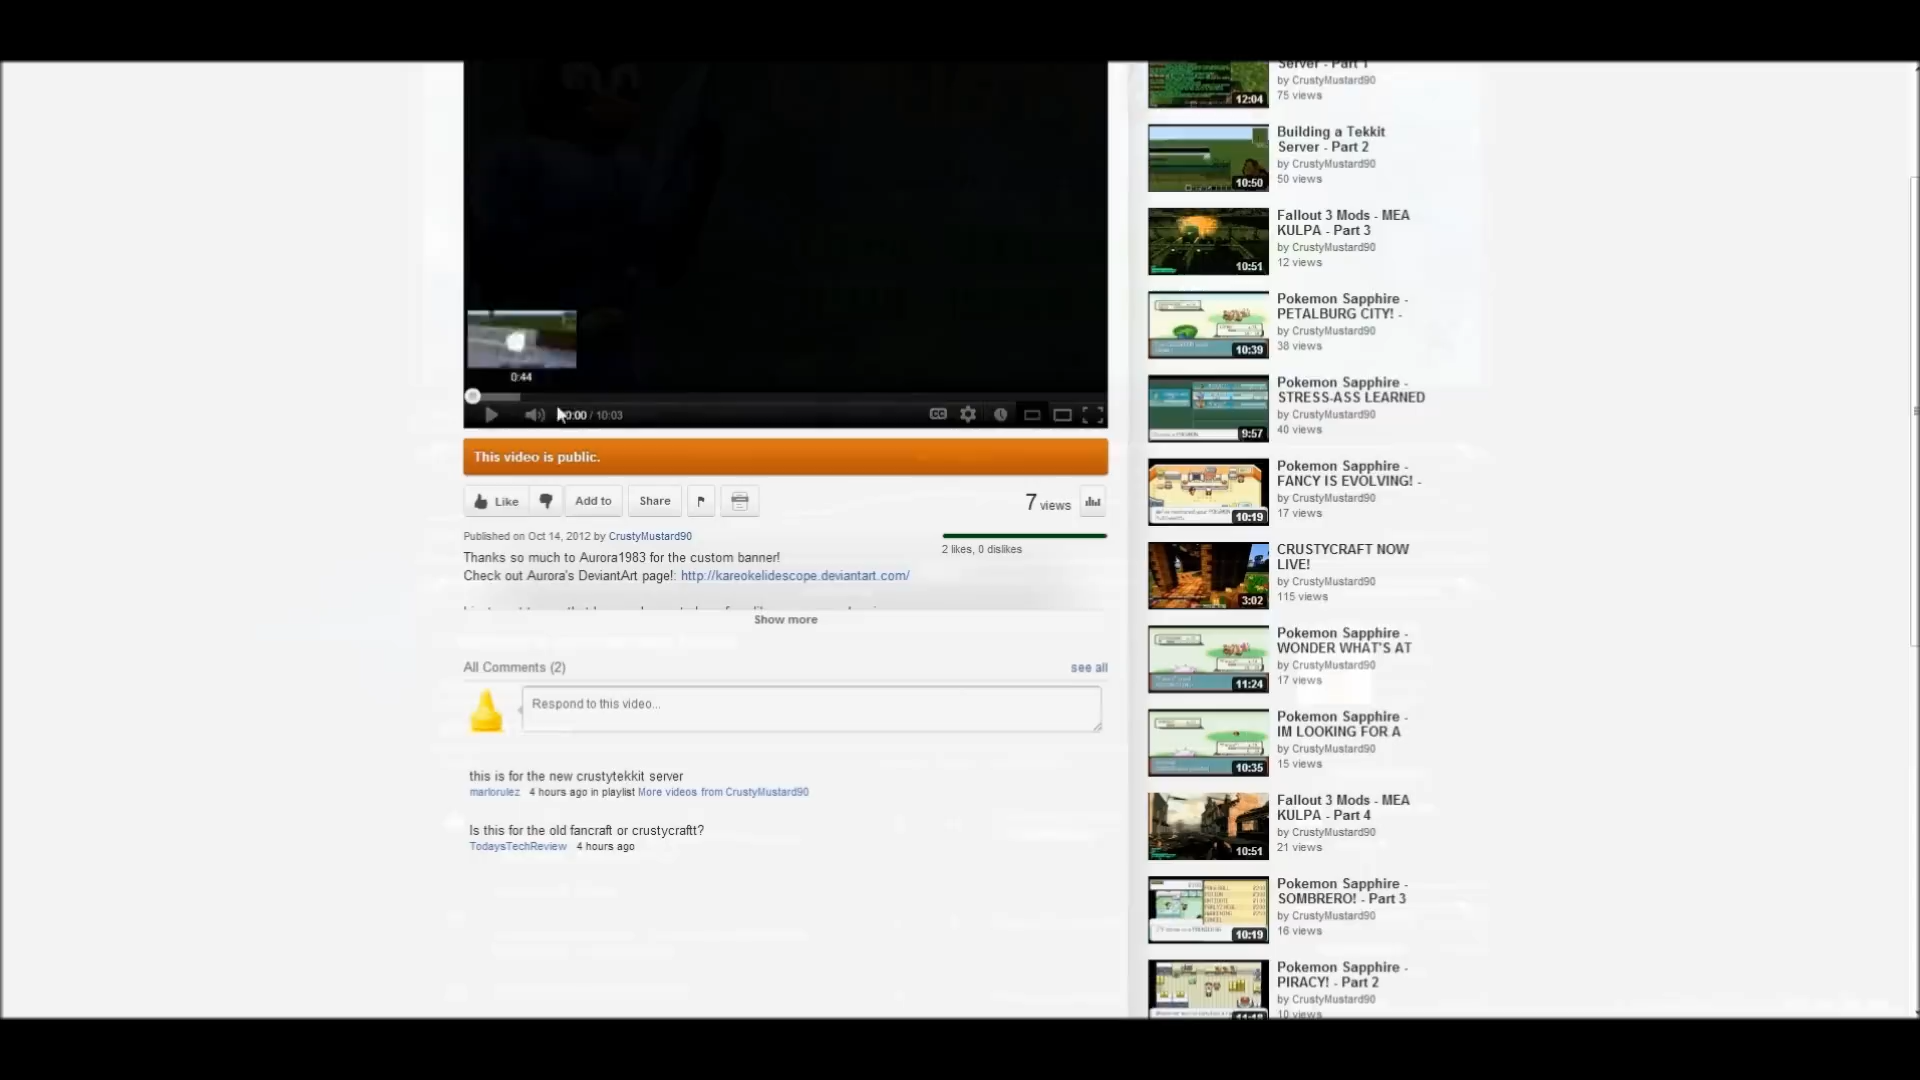 0:44
0:00 / 10:03
CC
This video is public.
Like
Add to
Share
7 views
Published on Oct 14, 2012 by CrustyMustard90
2 likes, 0 dislikes
Thanks so much to Aurora1983 for the custom banner!
Check out Aurora's DeviantArt page!: http://kareokelidescope.deviantart.com/
Show more
All Comments (2)
see all
Respond to this video...
this is for the new crustytekkit server
marlorulez 4 hours ago in playlist More videos from CrustyMustard90
Is this for the old fancraft or crustycraftt?
TodaysTechReview 4 hours ago
Server - Part 1
by CrustyMustard90
75 views
12:04
Building a Tekkit
Server - Part 2
by CrustyMustard90
50 views
10:50
Fallout 3 Mods - MEA
KULPA - Part 3
by CrustyMustard90
12 views
10:51
Pokemon Sapphire -
PETALBURG CITY! -
by CrustyMustard90
38 views
10:39
Pokemon Sapphire -
STRESS-ASS LEARNED
by CrustyMustard90
40 views
9:57
Pokemon Sapphire -
FANCY IS EVOLVING! -
by CrustyMustard90
17 views
10:19
CRUSTYCRAFT NOW
LIVE!
by CrustyMustard90
115 views
3:02
Pokemon Sapphire -
WONDER WHAT'S AT
by CrustyMustard90
17 views
11:24
Pokemon Sapphire -
IM LOOKING FOR A
by CrustyMustard90
15 views
10:35
Fallout 3 Mods - MEA
KULPA - Part 4
by CrustyMustard90
21 views
10:51
Pokemon Sapphire -
SOMBRERO! - Part 3
by CrustyMustard90
16 views
10:19
Pokemon Sapphire -
PIRACY! - Part 2
by CrustyMustard90
10 views